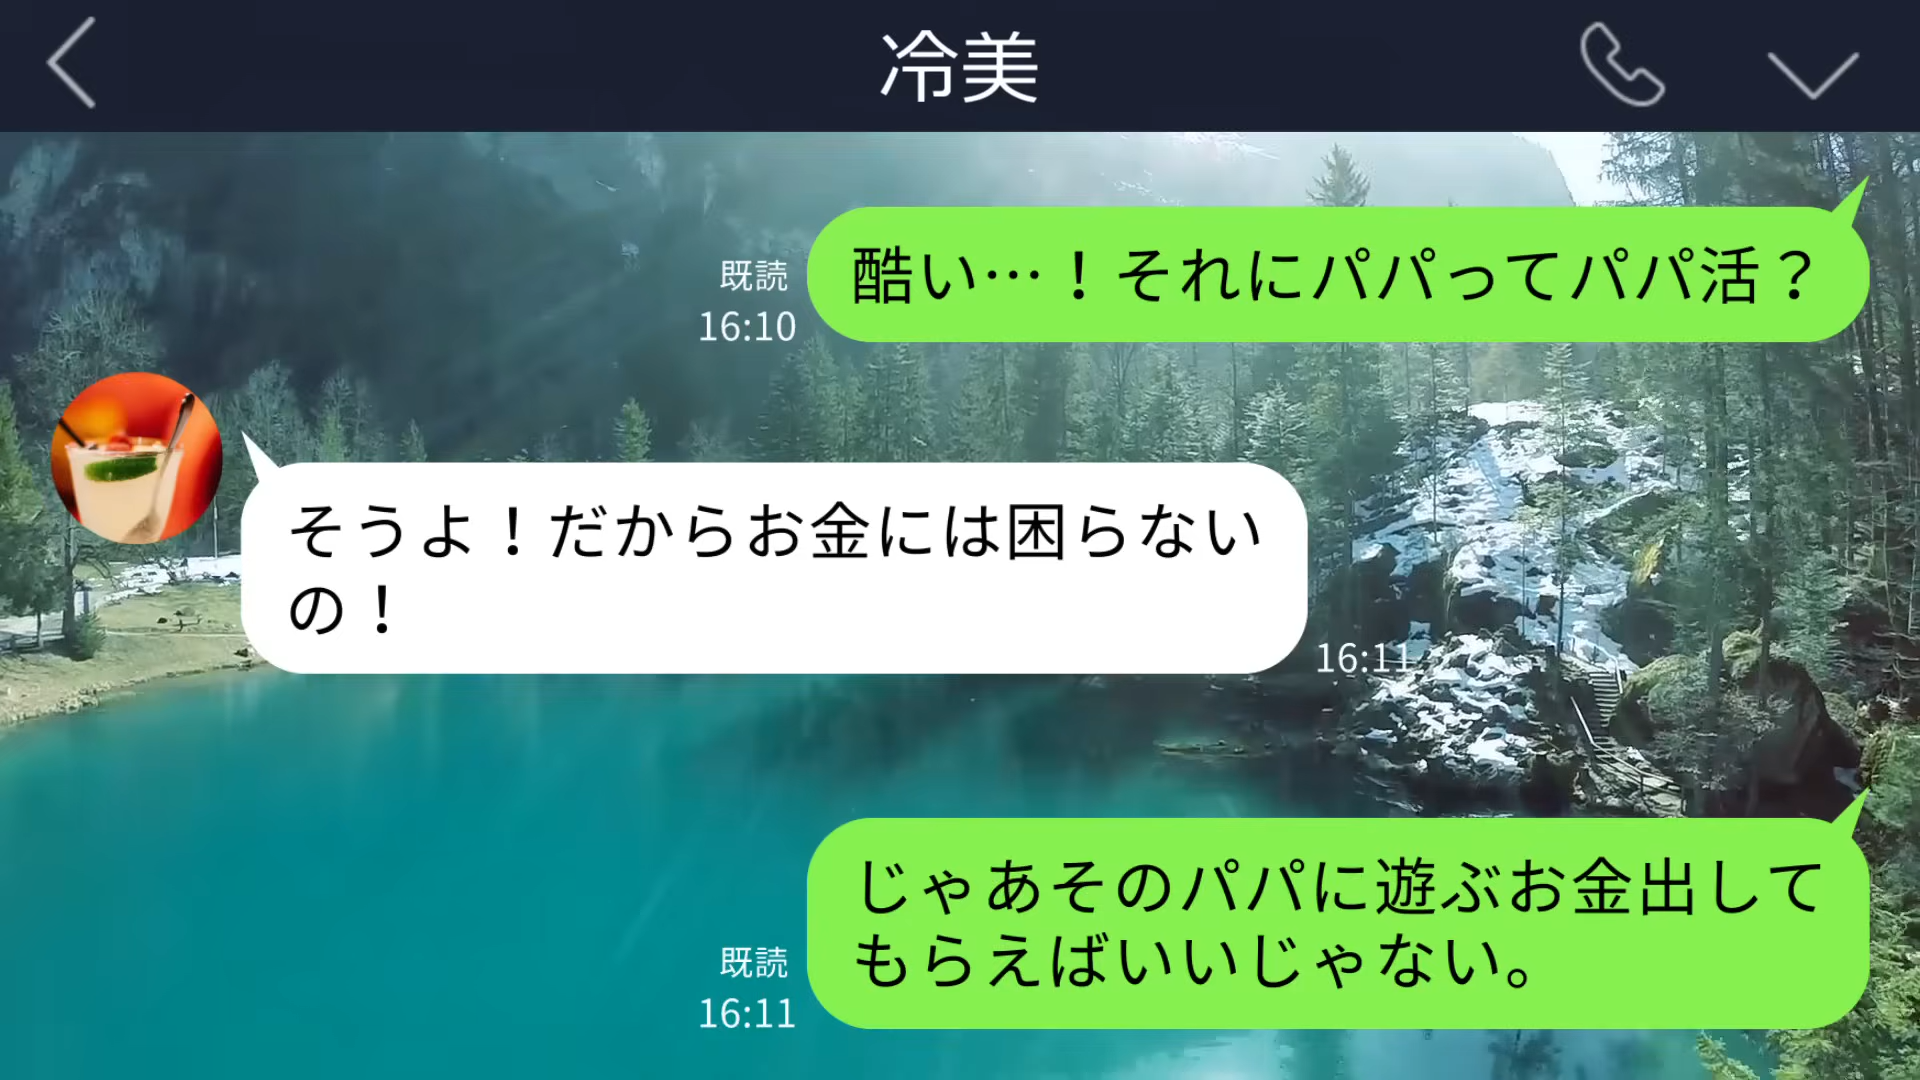 冷美
酷い…！それにパパってパパ活？
既読
16:10
そうよ！だからお金には困らない
の！
16:11
じゃあそのパパに遊ぶお金出して
もらえばいいじゃない。
既読
16:11